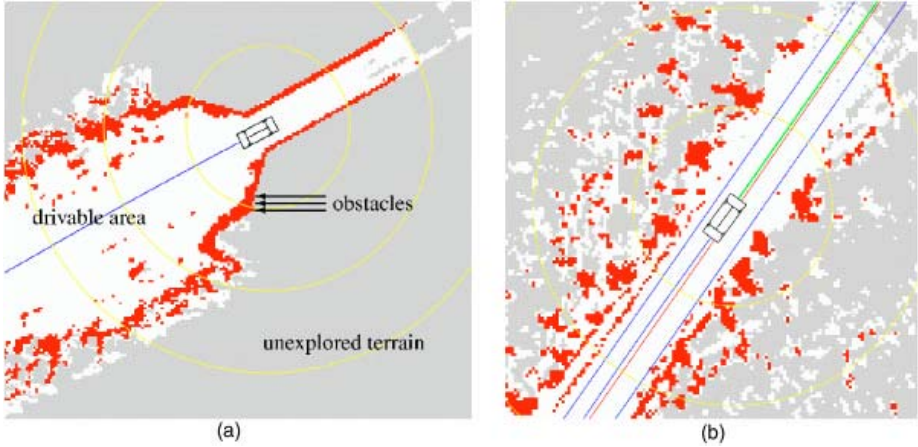 drivable area
obstacles
unexplored terrain
(a)
(b)